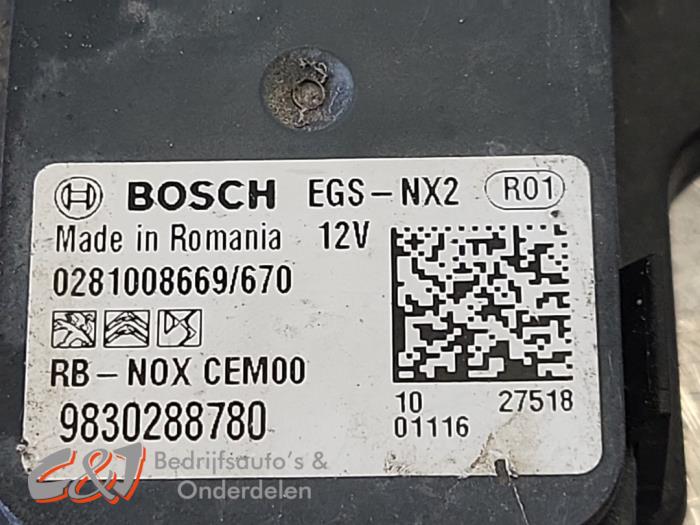 BOSCH EGS-NX2 R01
Made in Romania 12V
0281008669/670
RB-NOX CEM00
9830288780
10 27518
01116
C&J Bedrijfsauto's &
Onderdelen